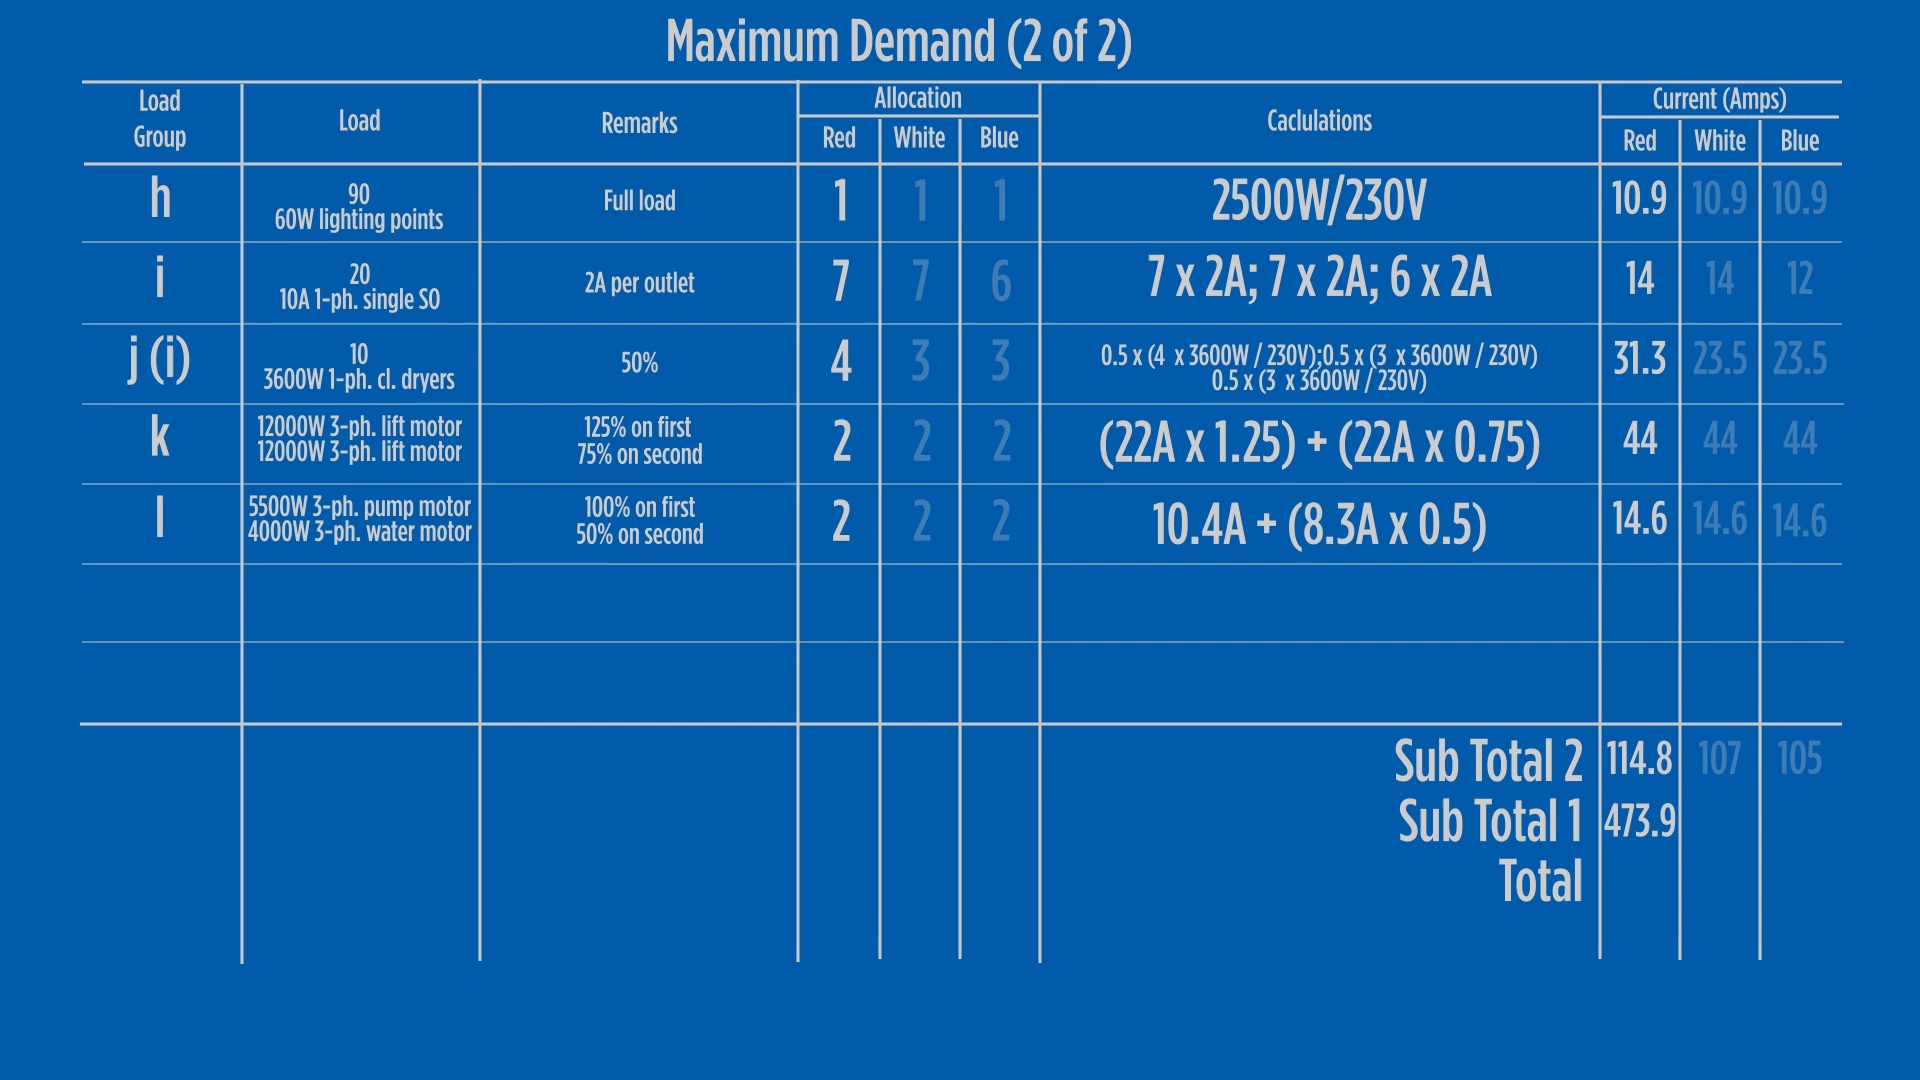 Maximum Demand (2 of 2)
Load
Group
Load
Remarks
Allocation
Red
White
Blue
Caclulations
Current (Amps)
Red
White
Blue
h
90
60W lighting points
Full load
1
1
1
2500W/230V
10.9
10.9
10.9
i
20
10A 1-ph. single SO
2A per outlet
7
7
6
7 x 2A; 7 x 2A; 6 x 2A
14
14
12
j (i)
10
3600W 1-ph. cl. dryers
50%
4
3
3
0.5 x (4 x 3600W / 230V);0.5 x (3 x 3600W / 230V)
0.5 x (3 x 3600W / 230V)
31.3
23.5
23.5
k
12000W 3-ph. lift motor
12000W 3-ph. lift motor
125% on first
75% on second
2
2
2
(22A x 1.25) + (22A x 0.75)
44
44
44
l
5500W 3-ph. pump motor
4000W 3-ph. water motor
100% on first
50% on second
2
2
2
10.4A + (8.3A x 0.5)
14.6
14.6
14.6
Sub Total 2
114.8
107
105
Sub Total 1
473.9
Total